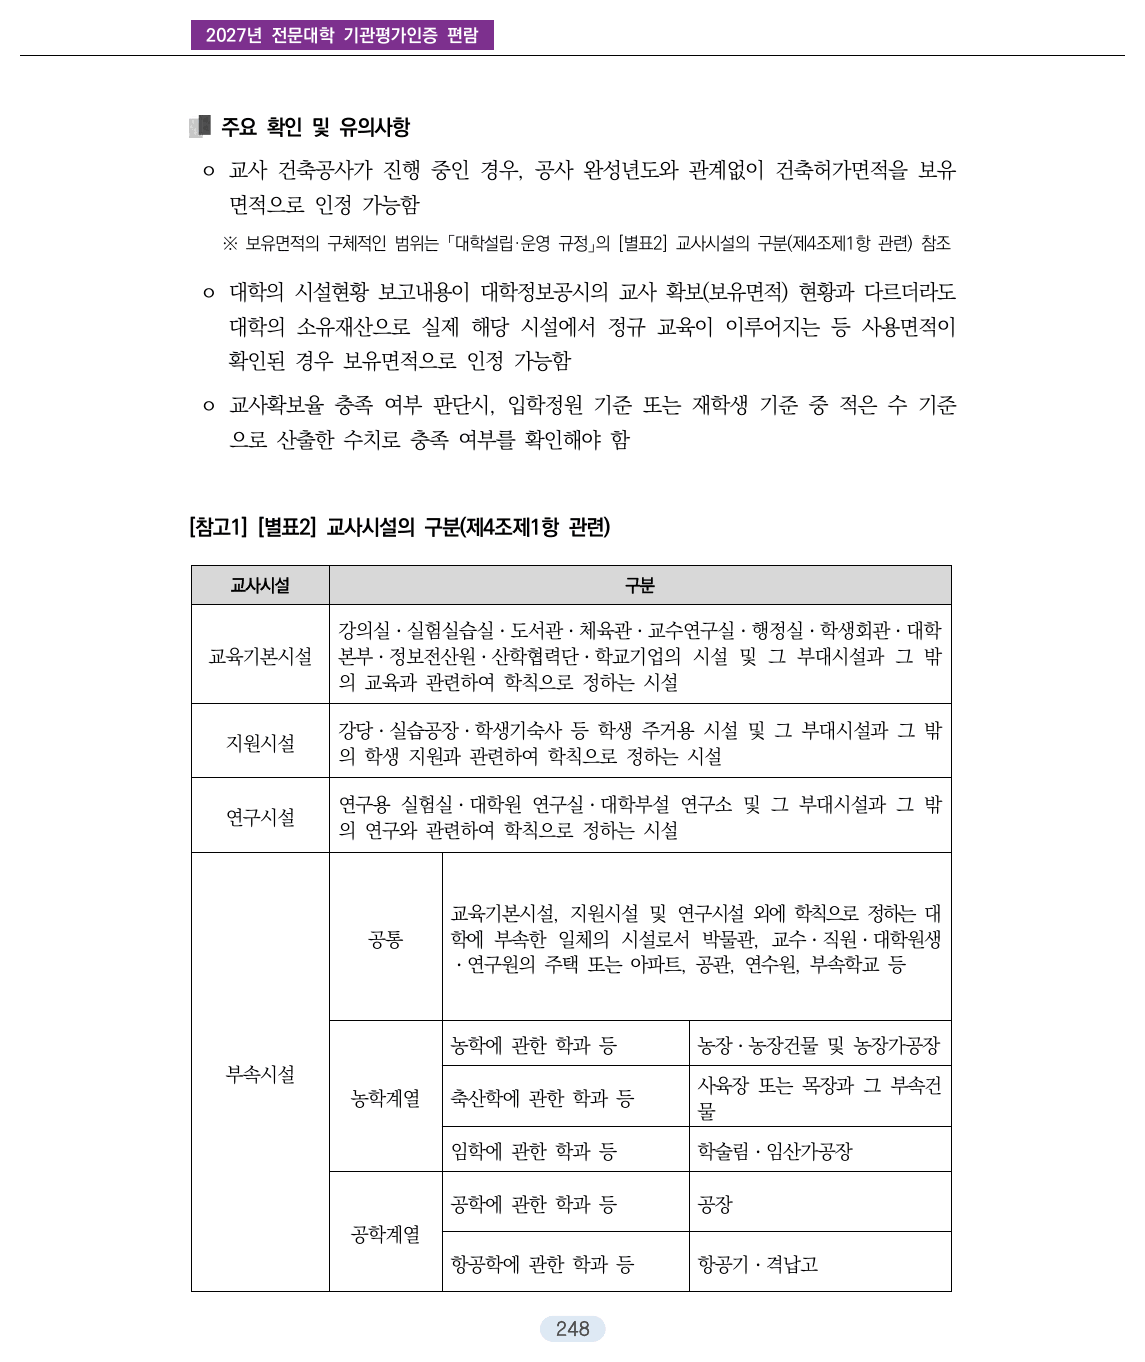 2027년 전문대학 기관평가인증 편람
주요 확인 및 유의사항
ㅇ 교사 건축공사가 진행 중인 경우, 공사 완성년도와 관계없이 건축허가면적을 보유
면적으로 인정 가능함
※ 보유면적의 구체적인 범위는 「대학설립·운영 규정」의 [별표2] 교사시설의 구분(제4조제1항 관련) 참조
ㅇ 대학의 시설현황 보고내용이 대학정보공시의 교사 확보(보유면적) 현황과 다르더라도
대학의 소유재산으로 실제 해당 시설에서 정규 교육이 이루어지는 등 사용면적이
확인된 경우 보유면적으로 인정 가능함
ㅇ 교사확보율 충족 여부 판단시, 입학정원 기준 또는 재학생 기준 중 적은 수 기준
으로 산출한 수치로 충족 여부를 확인해야 함
[참고1] [별표2] 교사시설의 구분(제4조제1항 관련)
교사시설 구분
강의실·실험실습실·도서관·체육관·교수연구실·행정실·학생회관·대학
교육기본시설 본부·정보전산원·산학협력단·학교기업의 시설 및 그 부대시설과 그 밖
의 교육과 관련하여 학칙으로 정하는 시설
지원시설
강당·실습공장·학생기숙사 등 학생 주거용 시설 및 그 부대시설과 그 밖
의 학생 지원과 관련하여 학칙으로 정하는 시설
연구시설
연구용 실험실·대학원 연구실·대학부설 연구소 및 그 부대시설과 그 밖
의 연구와 관련하여 학칙으로 정하는 시설
부속시설
공통
교육기본시설, 지원시설 및 연구시설 외에 학칙으로 정하는 대
학에 부속한 일체의 시설로서 박물관, 교수·직원·대학원생
·연구원의 주택 또는 아파트, 공관, 연수원, 부속학교 등
농학계열
농학에 관한 학과 등 농장·농장건물 및 농장가공장
축산학에 관한 학과 등
사육장 또는 목장과 그 부속건
물
임학에 관한 학과 등 학술림·임산가공장
공학계열
공학에 관한 학과 등 공장
항공학에 관한 학과 등 항공기·격납고
248